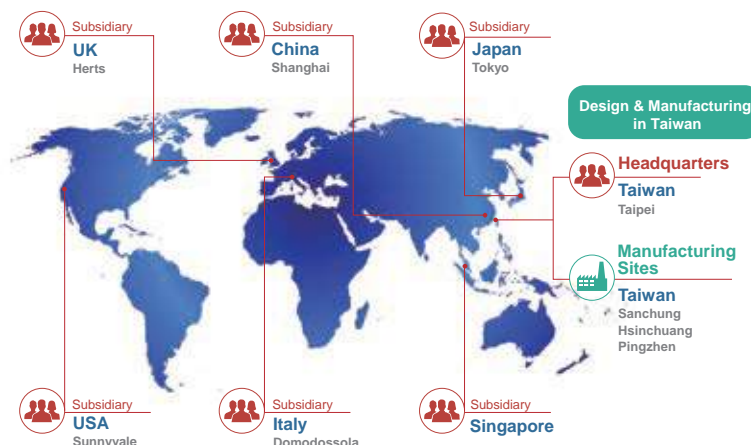 Subsidiary
UK
Herts
Subsidiary
China
Shanghai
Subsidiary
Japan
Tokyo
Design & Manufacturing
in Taiwan
Headquarters
Taiwan
Taipei
Manufacturing
Sites
Taiwan
Sanchung
Hsinchuang
Pingzhen
Subsidiary
USA
Sunnyvale
Subsidiary
Italy
Domodossola
Subsidiary
Singapore